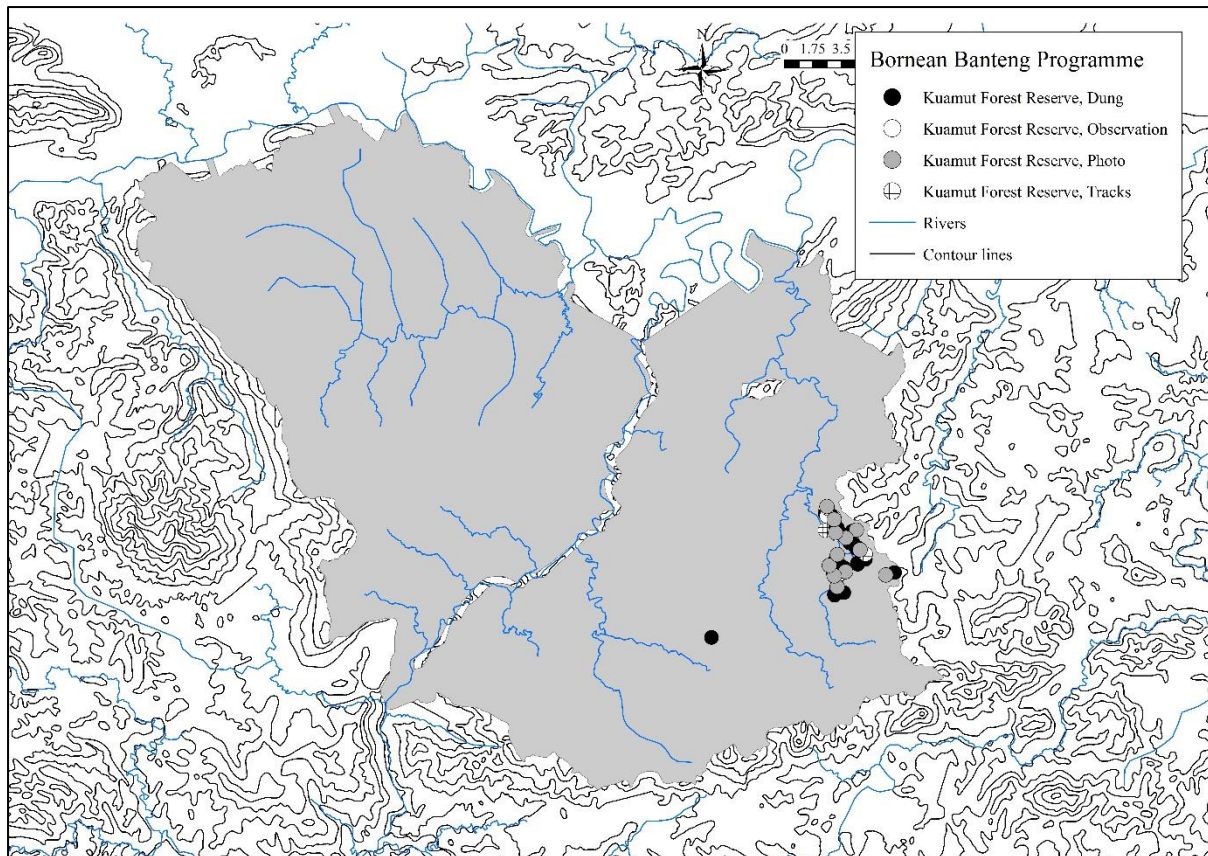 N
0 1.75 3.5
Bornean Banteng Programme
Kuamut Forest Reserve, Dung
Kuamut Forest Reserve, Observation
Kuamut Forest Reserve, Photo
Kuamut Forest Reserve, Tracks
Rivers
Contour lines